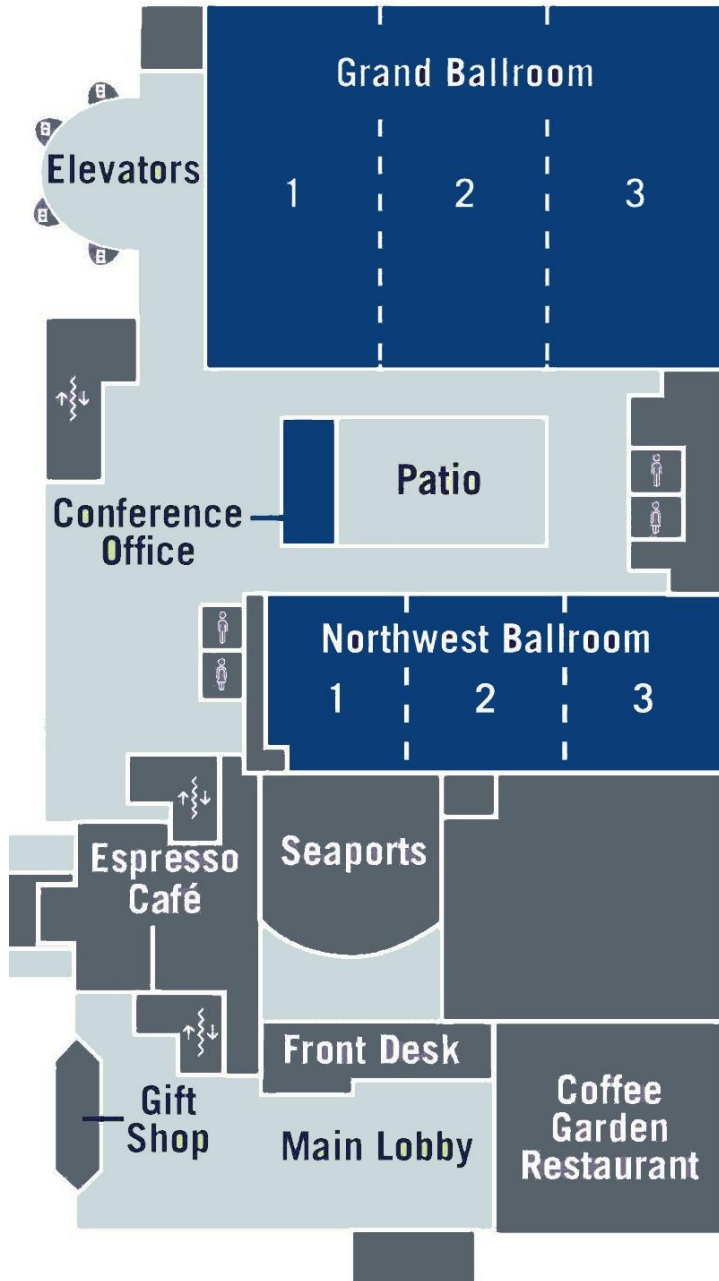 Grand Ballroom
Elevators
1 2 3
Patio
Conference
Office
Northwest Ballroom
1 2 3
Seaports
Espresso
Café
Front Desk
Gift
Shop
Main Lobby
Coffee
Garden
Restaurant